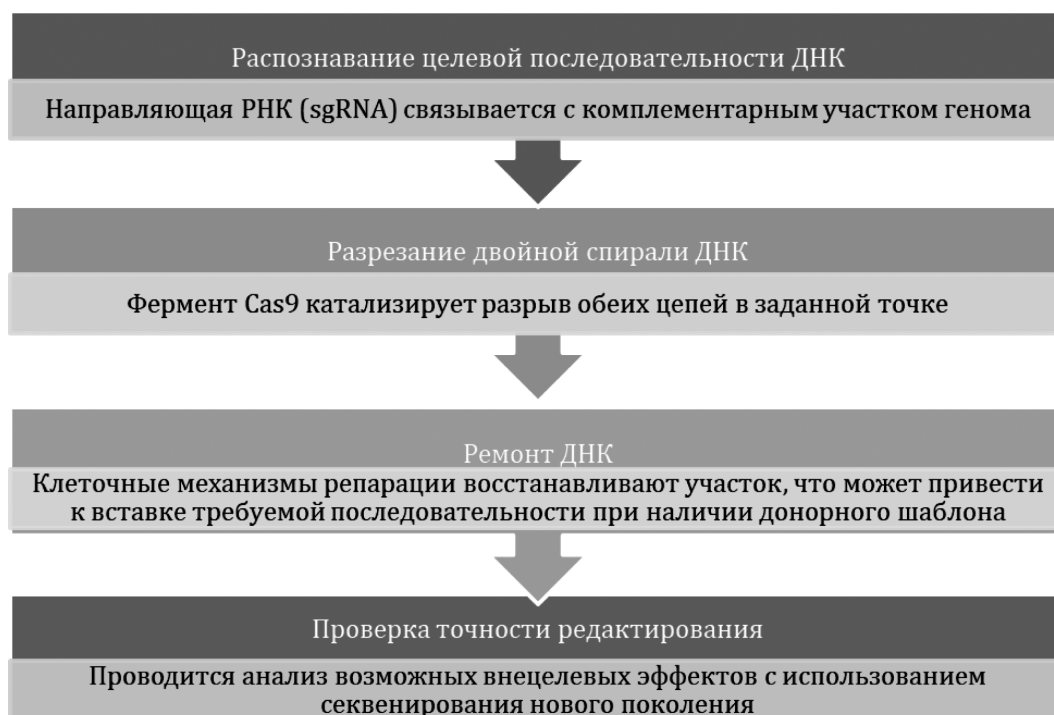 Распознавание целевой последовательности ДНК
Направляющая РНК (sgRNA) связывается с комплементарным участком генома
Разрезание двойной спирали ДНК
Фермент Cas9 катализирует разрыв обеих цепей в заданной точке
Ремонт ДНК
Клеточные механизмы репарации восстанавливают участок, что может привести
к вставке требуемой последовательности при наличии донорного шаблона
Проверка точности редактирования
Проводится анализ возможных внецелевых эффектов с использованием
секвенирования нового поколения